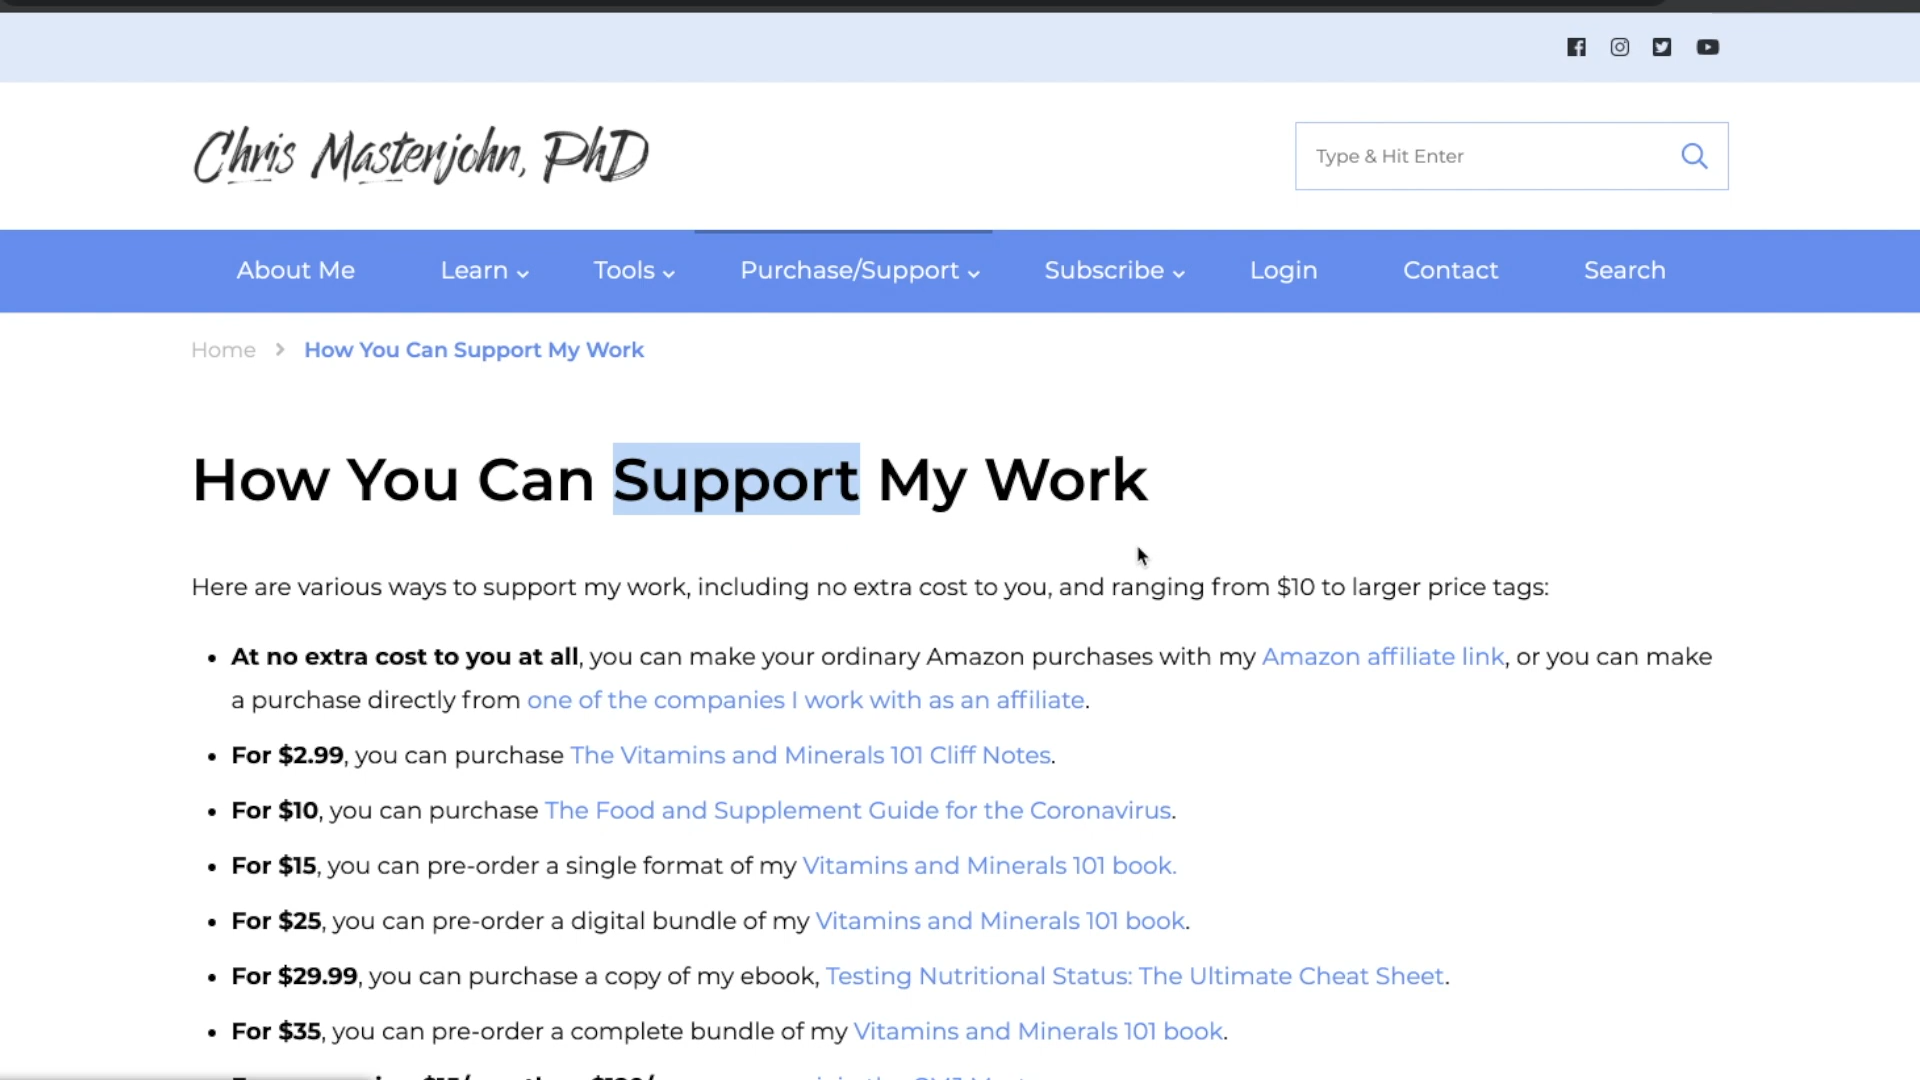 Chris Masterjohn, PhD
Type & Hit Enter
About Me Learn Tools Purchase/Support Subscribe Login Contact Search
Home How You Can Support My Work
How You Can Support My Work
Here are various ways to support my work, including no extra cost to you, and ranging from $10 to larger price tags:
• At no extra cost to you at all, you can make your ordinary Amazon purchases with my Amazon affiliate link, or you can make
a purchase directly from one of the companies I work with as an affiliate.
• For $2.99, you can purchase The Vitamins and Minerals 101 Cliff Notes.
• For $10, you can purchase The Food and Supplement Guide for the Coronavirus.
• For $15, you can pre-order a single format of my Vitamins and Minerals 101 book.
• For $25, you can pre-order a digital bundle of my Vitamins and Minerals 101 book.
• For $29.99, you can purchase a copy of my ebook, Testing Nutritional Status: The Ultimate Cheat Sheet.
• For $35, you can pre-order a complete bundle of my Vitamins and Minerals 101 book.